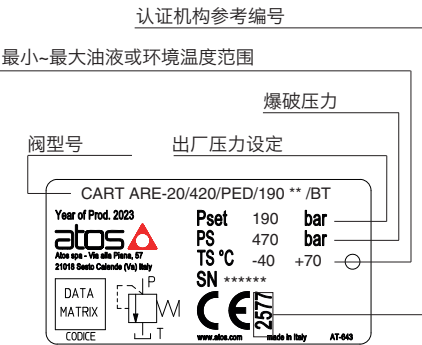 认证机构参考编号
最小~最大油液或环境温度范围
爆破压力
阀型号 出厂压力设定
CART ARE-20/420/PED/190 ** /BT
Year of Prod. 2023
atos
Atos spa - Via alla Piana, 57
21018 Sesto Calende (Va) Italy
Pset 190 bar
PS 470 bar
TS °C -40 +70
SN ******
DATA
MATRIX
CODICE
P
T
CE
2577
www.atos.com made in Italy AT-643